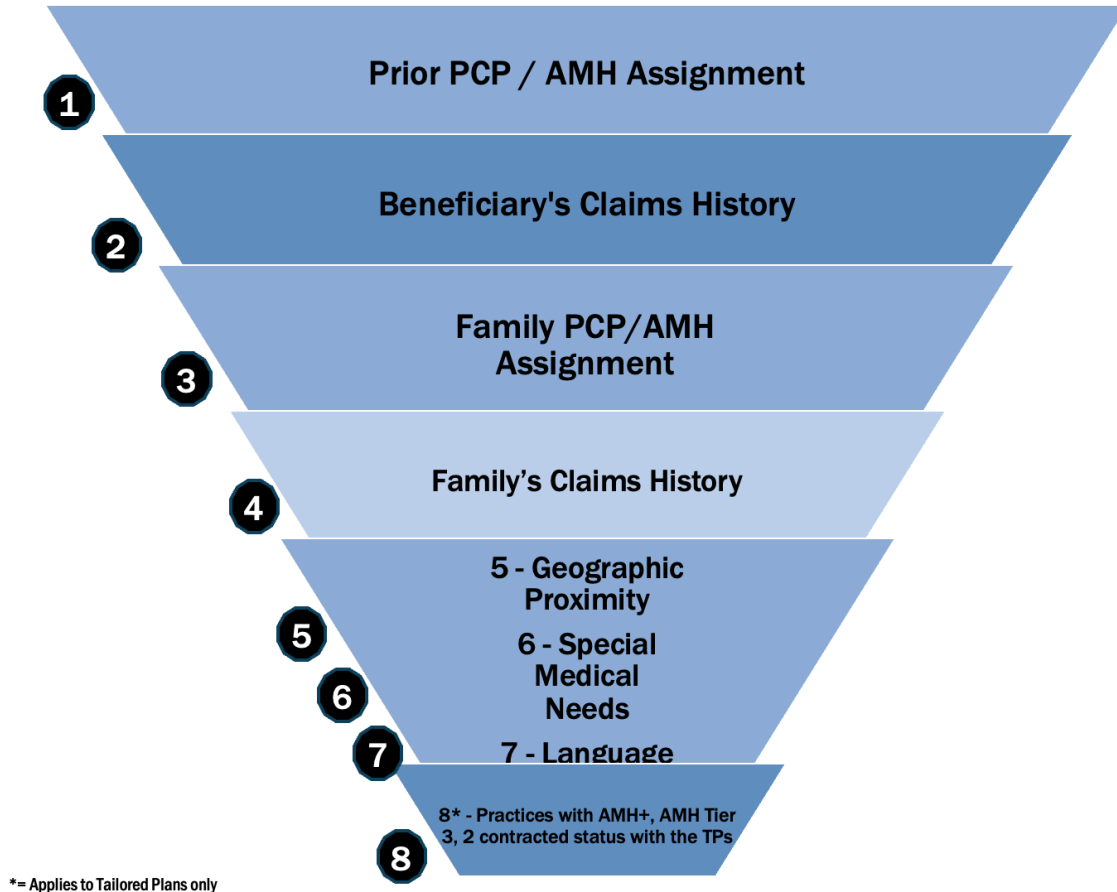 Prior PCP / AMH Assignment
1
Beneficiary's Claims History
2
Family PCP/AMH
Assignment
3
Family’s Claims History
4
5 - Geographic
Proximity
5
6 - Special
Medical
Needs
6
7 - Language
7
8* - Practices with AMH+, AMH Tier
3, 2 contracted status with the TPs
8
*= Applies to Tailored Plans only